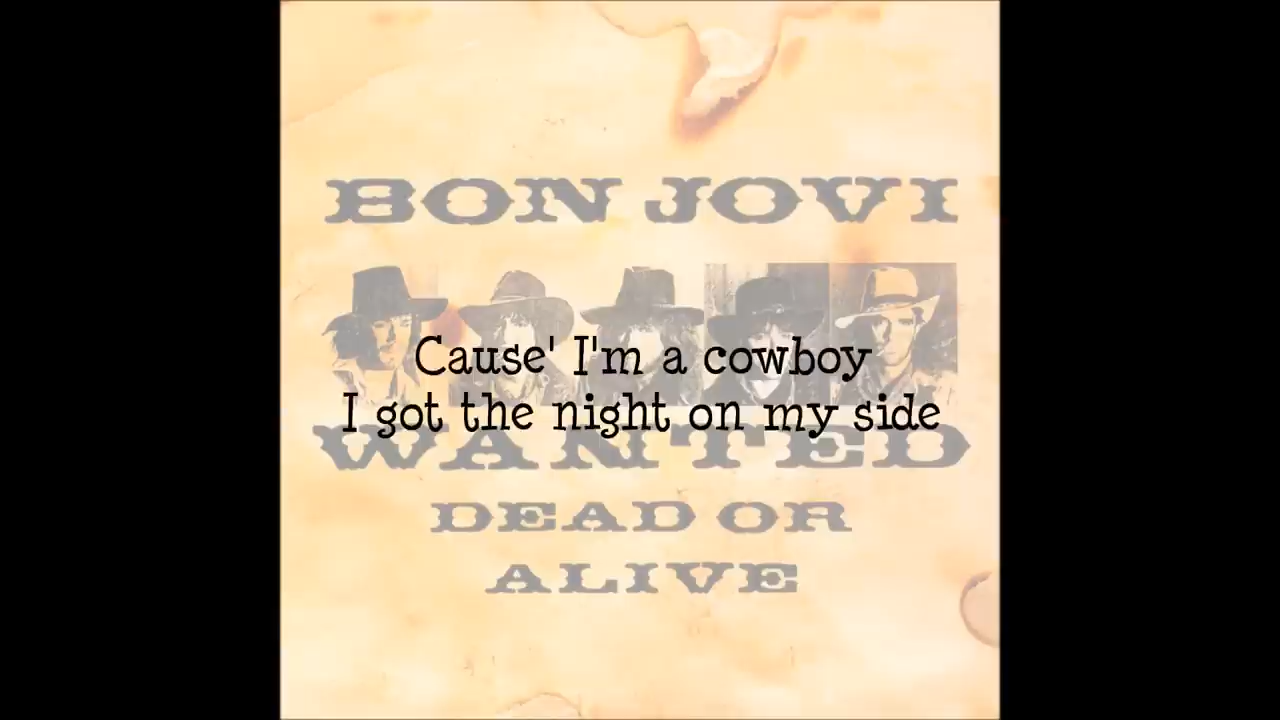 BON JOVI
Cause' I'm a cowboy
I got the night on my side
WANTED
DEAD OR
ALIVE